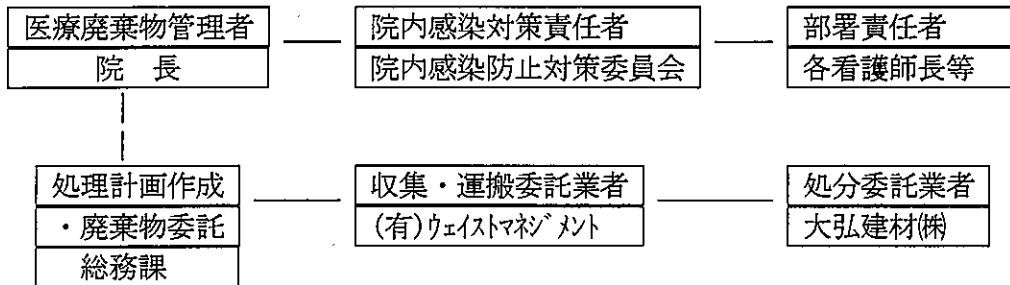 医療廃棄物管理者 院内感染対策責任者 部署責任者
院 長 院内感染防止対策委員会 各看護師長等
処理計画作成 収集・運搬委託業者 処分委託業者
・廃棄物委託 (有)ウェイストマネジメント 大弘建材㈱
総務課